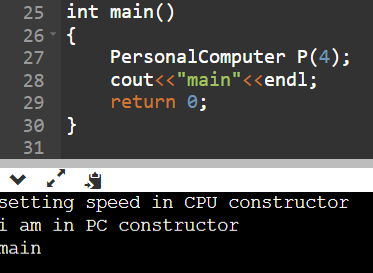 25 int main()
26 {
27 PersonalComputer P(4);
28 cout<<"main"<<endl;
29 return 0;
30 }
31
setting speed in CPU constructor
i am in PC constructor
main